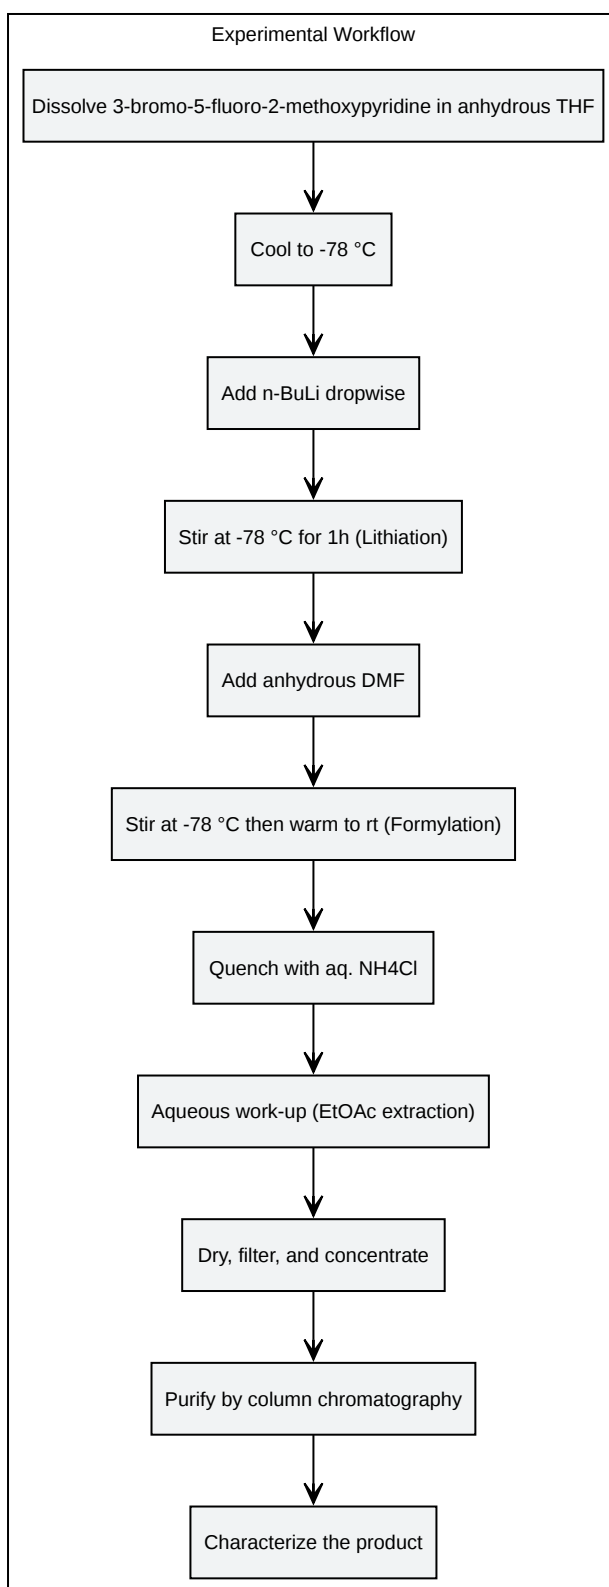 Experimental Workflow
Dissolve 3-bromo-5-fluoro-2-methoxypyridine in anhydrous THF
Cool to -78 °C
Add n-BuLi dropwise
Stir at -78 °C for 1h (Lithiation)
Add anhydrous DMF
Stir at -78 °C then warm to rt (Formylation)
Quench with aq. NH4Cl
Aqueous work-up (EtOAc extraction)
Dry, filter, and concentrate
Purify by column chromatography
Characterize the product